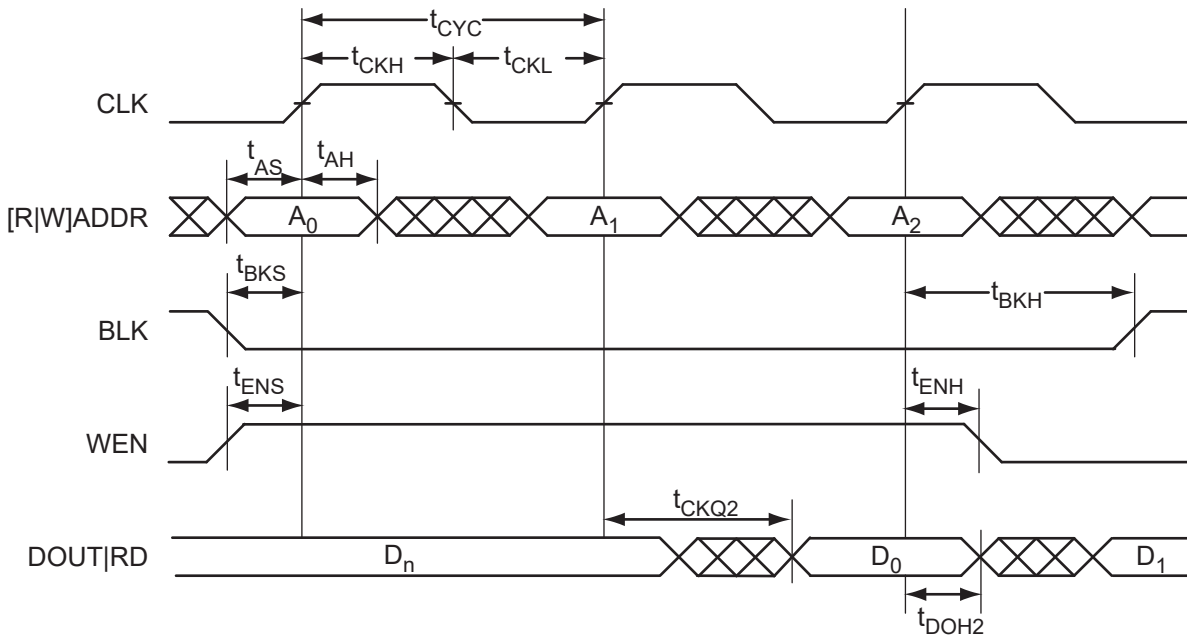 tCYC
tCKH tCKL
CLK
tAS tAH
[R|W]ADDR A0 A1 A2
tBKS tBKH
BLK
tENS tENH
WEN
tCKQ2
DOUT|RD Dn D0 D1
tDOH2